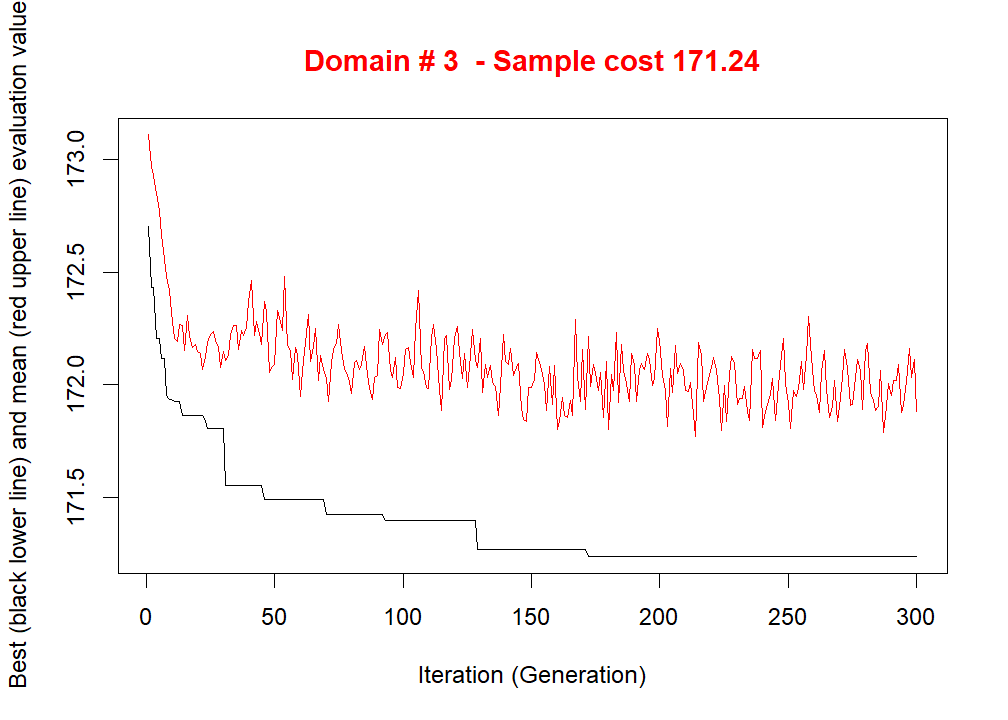 Domain # 3  - Sample cost 171.24
Best (black lower line) and mean (red upper line) evaluation value
173.0
172.5
172.0
171.5
0 50 100 150 200 250 300
Iteration (Generation)